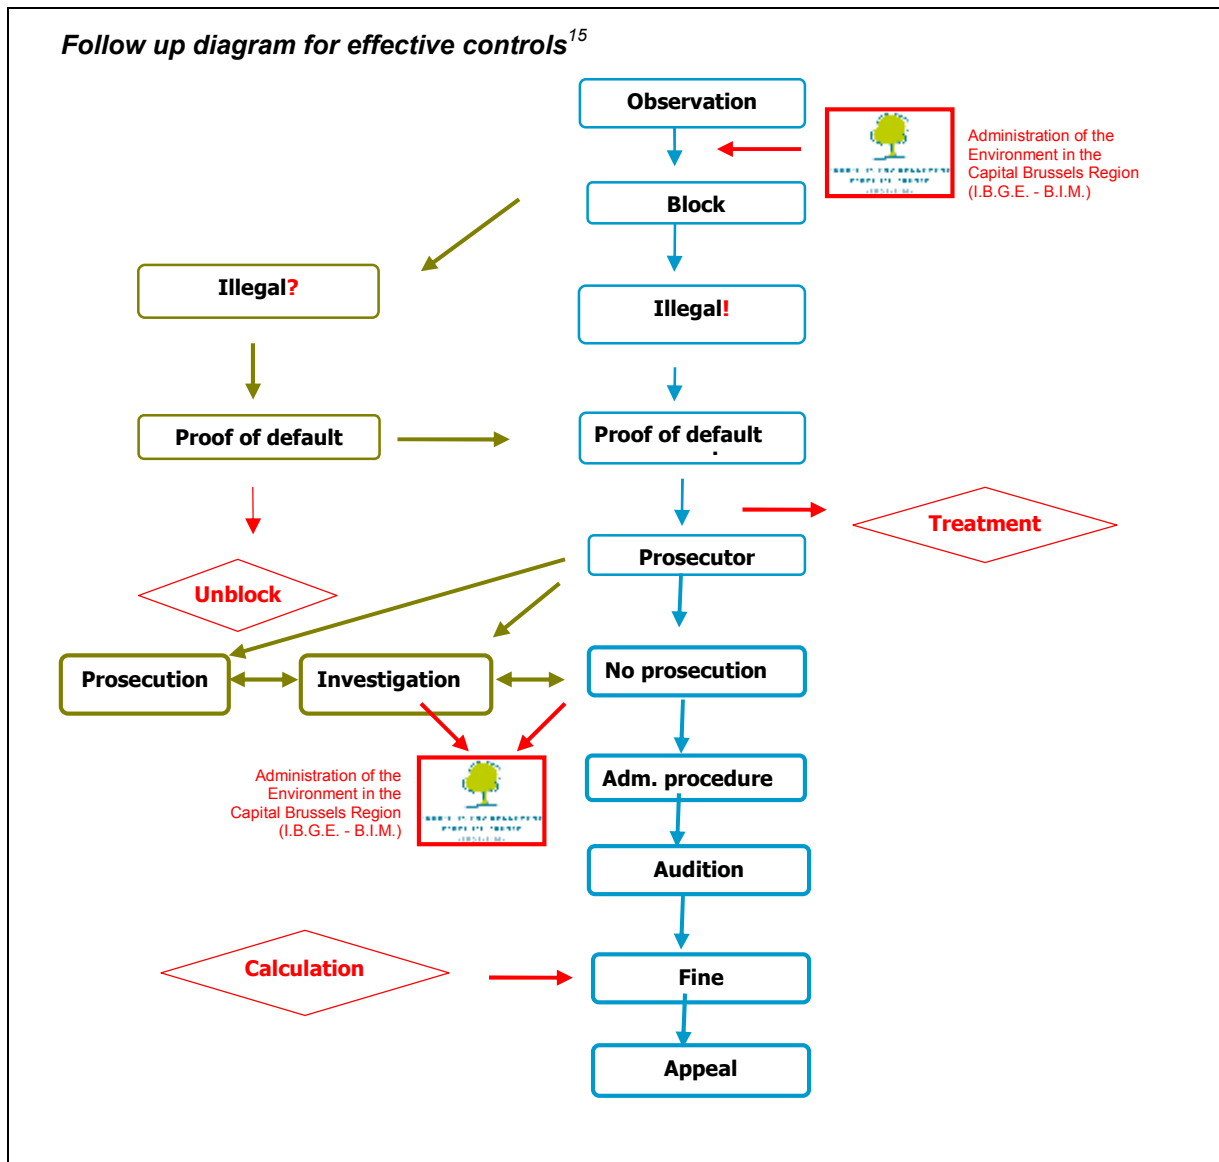 Follow up diagram for effective controls15
Observation
Administration of the
Environment in the
Capital Brussels Region
(I.B.G.E. - B.I.M.)
Block
Illegal?
Illegal!
Proof of default
Proof of default
Treatment
Prosecutor
Unblock
Prosecution
Investigation
No prosecution
Administration of the
Environment in the
Capital Brussels Region
(I.B.G.E. - B.I.M.)
Adm. procedure
Audition
Calculation
Fine
Appeal